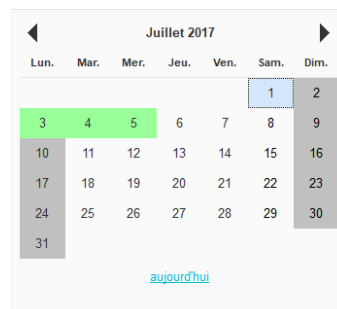 Juillet 2017
Lun. Mar. Mer. Jeu. Ven. Sam. Dim.
1 2
3 4 5 6 7 8 9
10 11 12 13 14 15 16
17 18 19 20 21 22 23
24 25 26 27 28 29 30
31
aujourd'hui